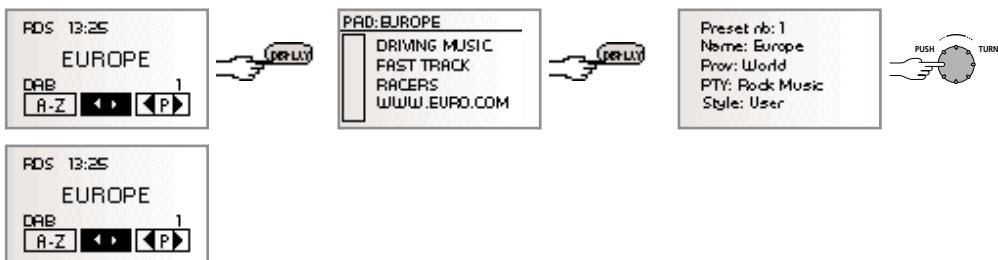 RDS 13:25
EUROPE
DAB 1
A-Z P
DISPLAY
PAD: EUROPE
DRIVING MUSIC
FAST TRACK
RACERS
WWW.EURO.COM
DISPLAY
Preset nb: 1
Name: Europe
Prov: World
PTY: Rock Music
Style: User
PUSH TURN
RDS 13:25
EUROPE
DAB 1
A-Z P